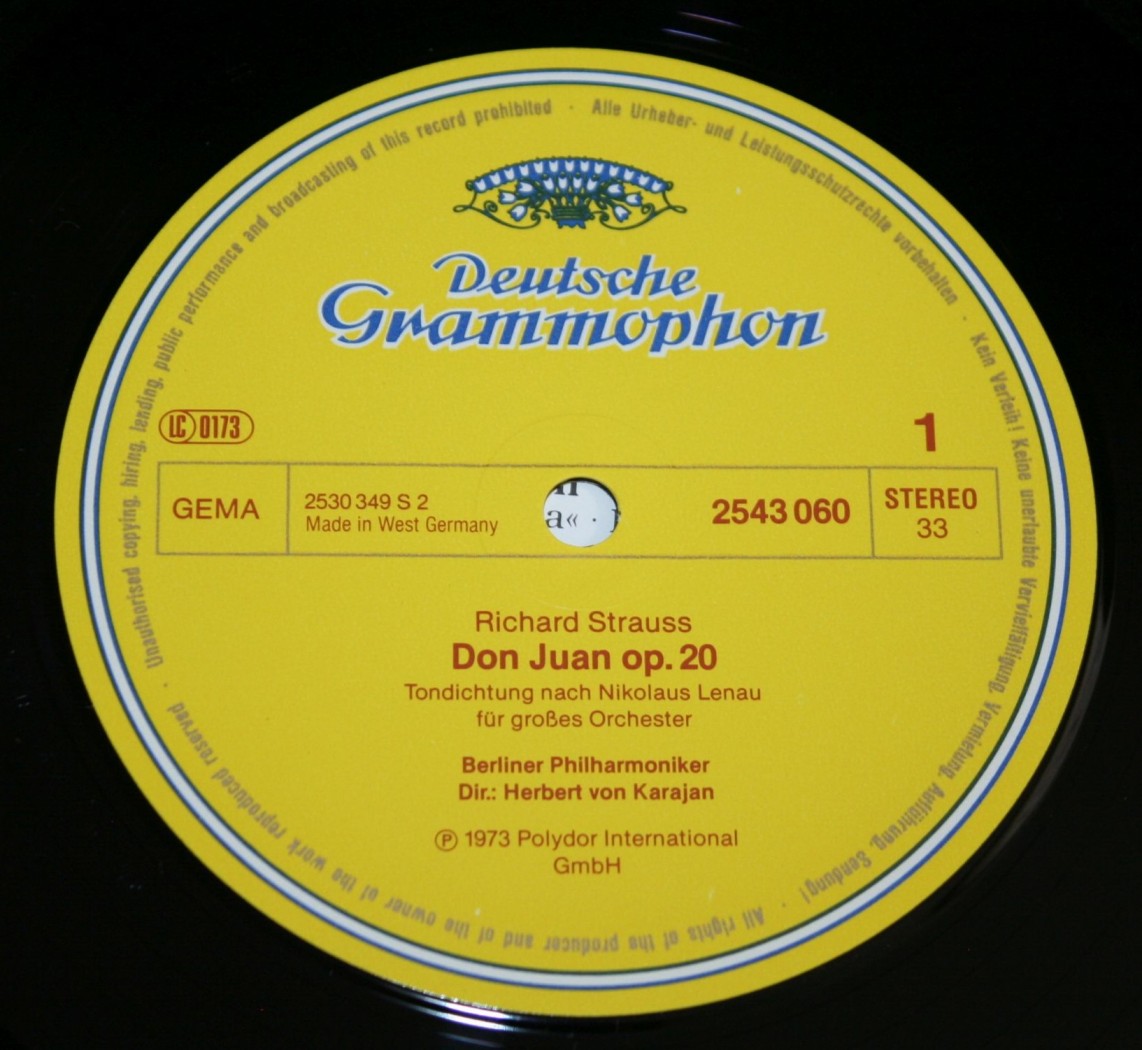 Deutsche
Grammophon
LC 0173
1
GEMA
2530 349 S 2
Made in West Germany
a« ·
2543 060
STEREO
33
Richard Strauss
Don Juan op. 20
Tondichtung nach Nikolaus Lenau
für großes Orchester
Berliner Philharmoniker
Dir.: Herbert von Karajan
℗ 1973 Polydor International
GmbH
Alle Urheber- und Leistungsschutzrechte vorbehalten · Kein Verleih! Keine unerlaubte Vervielfältigung, Vermietung, Aufführung, Sendung! · All rights of the producer and of the owner of the work reproduced reserved · Unauthorised copying, hiring, lending, public performance and broadcasting of this record prohibited ·